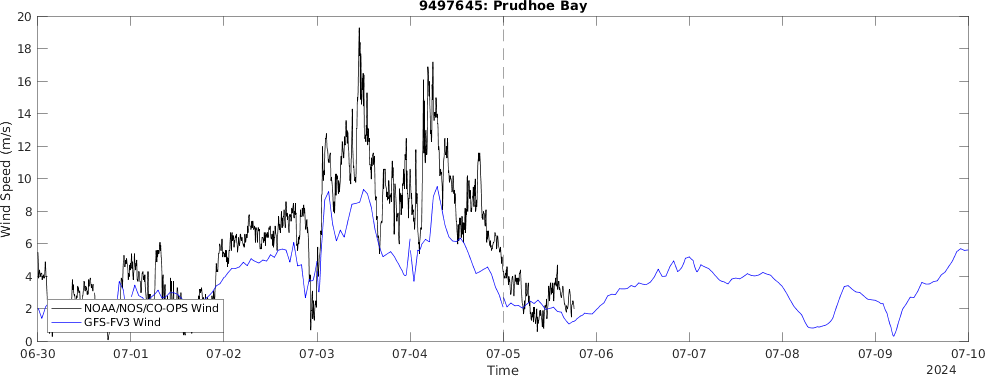 9497645: Prudhoe Bay
Wind Speed (m/s)
20
18
16
14
12
10
8
6
4
2
0
NOAA/NOS/CO-OPS Wind
GFS-FV3 Wind
06-30 07-01 07-02 07-03 07-04 07-05 07-06 07-07 07-08 07-09 07-10
Time
2024